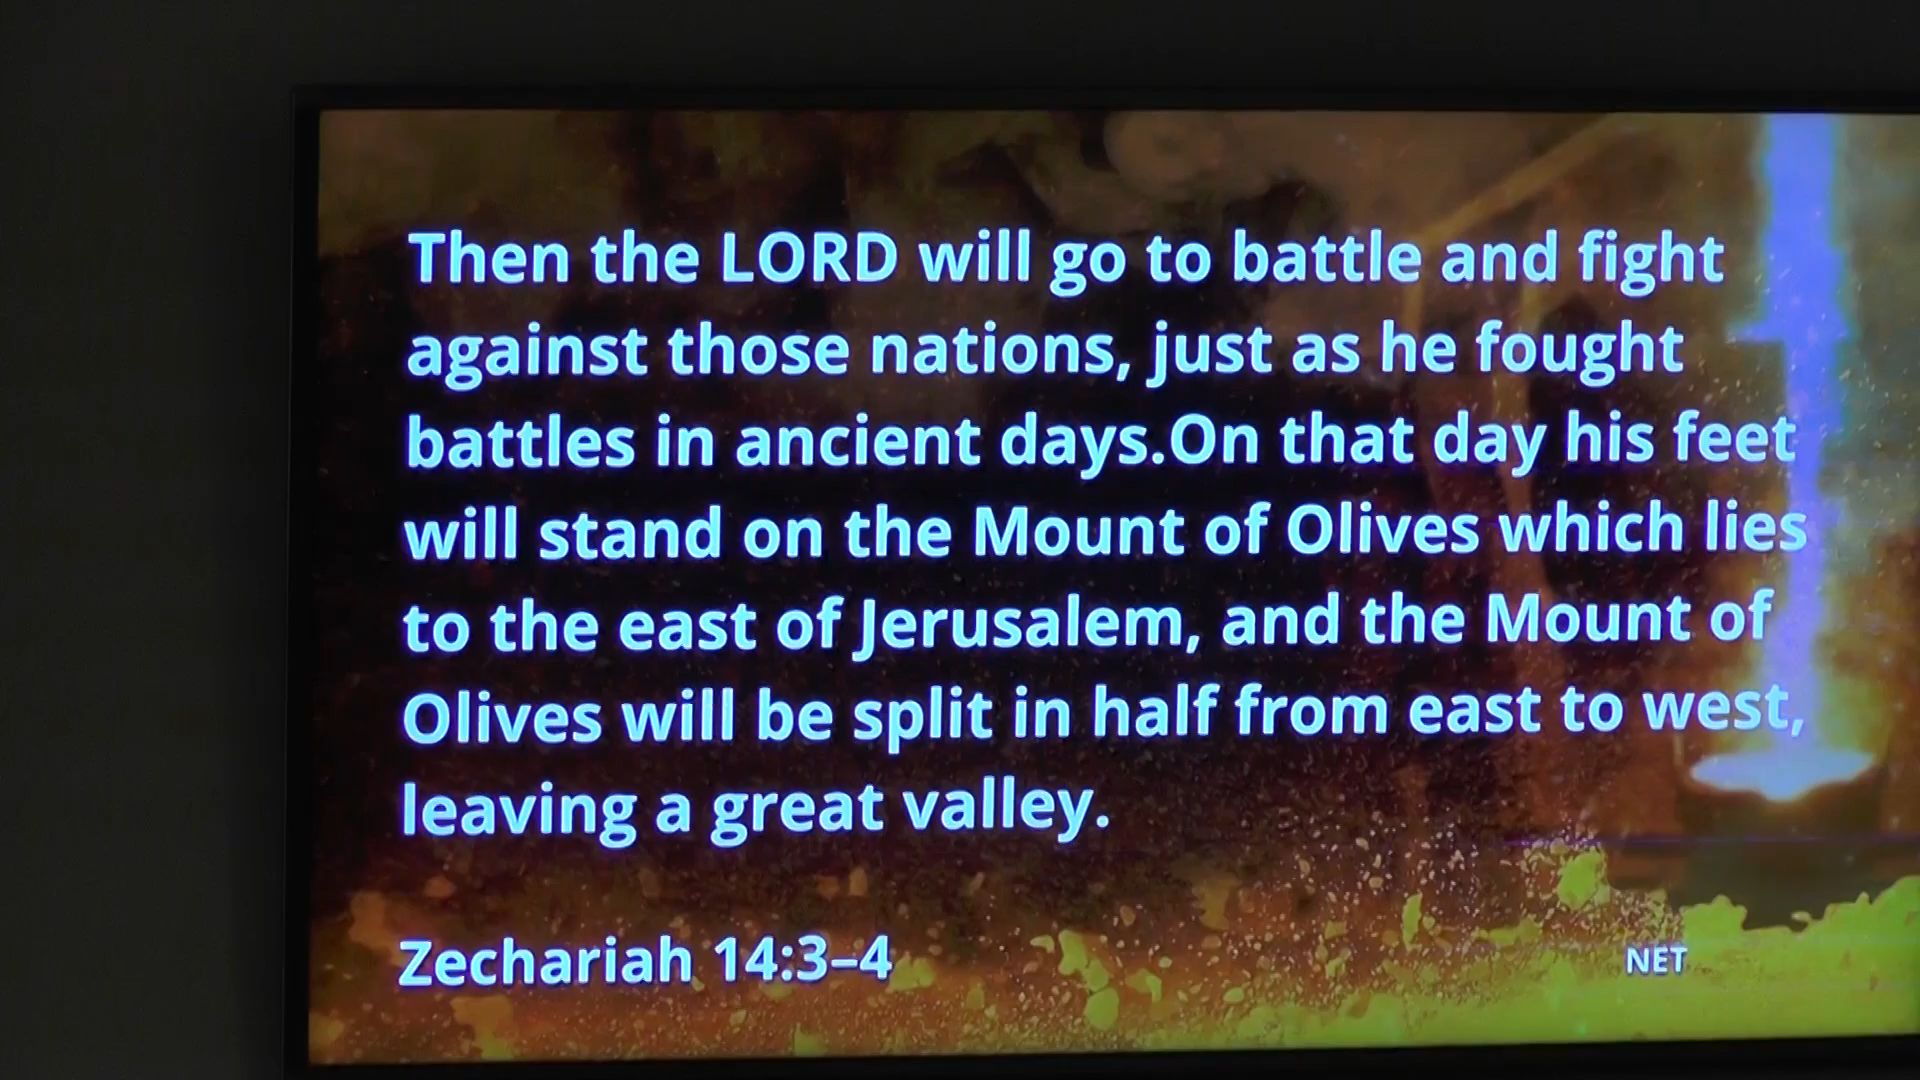 Then the LORD will go to battle and fight
against those nations, just as he fought
battles in ancient days.On that day his feet
will stand on the Mount of Olives which lies
to the east of Jerusalem, and the Mount of
Olives will be split in half from east to west,
leaving a great valley.
Zechariah 14:3–4
NET